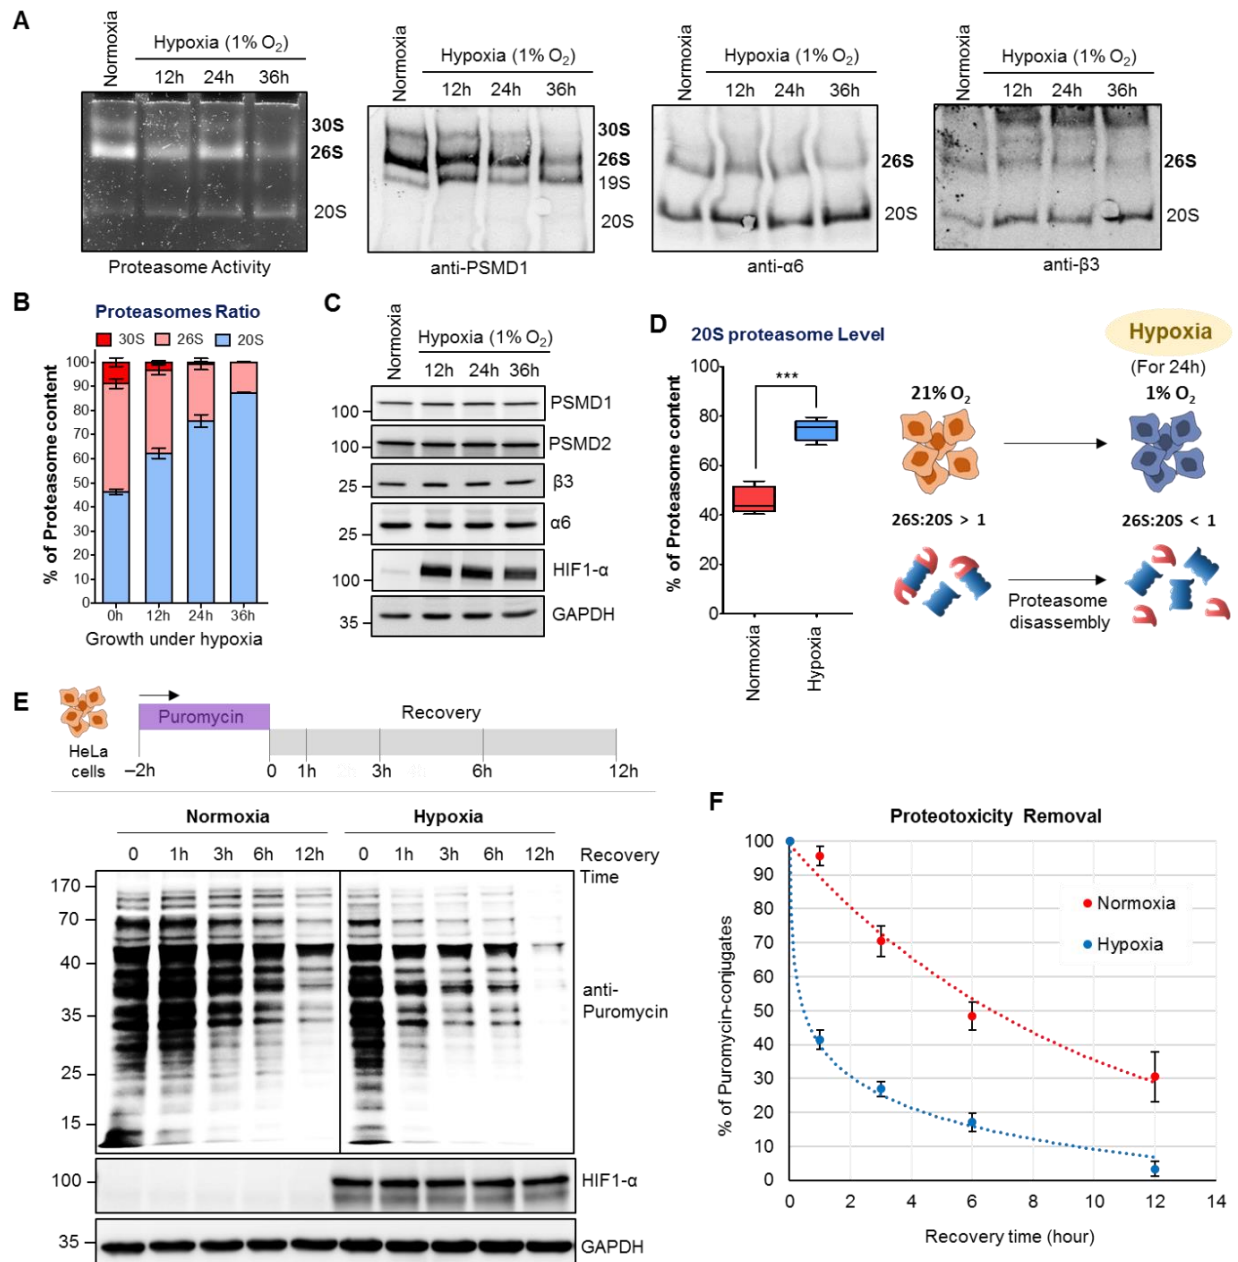 A
Normoxia
Hypoxia (1% O₂)
12h 24h 36h
30S
26S
20S
Proteasome Activity
Normoxia
Hypoxia (1% O₂)
12h 24h 36h
30S
26S
19S
20S
anti-PSMD1
Normoxia
Hypoxia (1% O₂)
12h 24h 36h
26S
20S
anti-α6
Normoxia
Hypoxia (1% O₂)
12h 24h 36h
26S
20S
anti-β3
B
Proteasomes Ratio
30S 26S 20S
% of Proteasome content
100
90
80
70
60
50
40
30
20
10
0
0h 12h 24h 36h
Growth under hypoxia
C
Normoxia
Hypoxia (1% O₂)
12h 24h 36h
100
PSMD1
100
PSMD2
25
β3
25
α6
100
HIF1-α
35
GAPDH
D
20S proteasome Level
% of Proteasome content
100
80
60
40
20
0
***
Normoxia
Hypoxia
Hypoxia
(For 24h)
21% O₂
1% O₂
26S:20S > 1
26S:20S < 1
Proteasome
disassembly
E
HeLa
cells
Puromycin
Recovery
–2h 0 1h 3h 6h 12h
Normoxia Hypoxia
0 1h 3h 6h 12h 0 1h 3h 6h 12h
Recovery
Time
170
70
40
35
25
15
anti-
Puromycin
100
HIF1-α
35
GAPDH
F
Proteotoxicity Removal
% of Puromycin-conjugates
100
90
80
70
60
50
40
30
20
10
0
Normoxia
Hypoxia
0 2 4 6 8 10 12 14
Recovery time (hour)